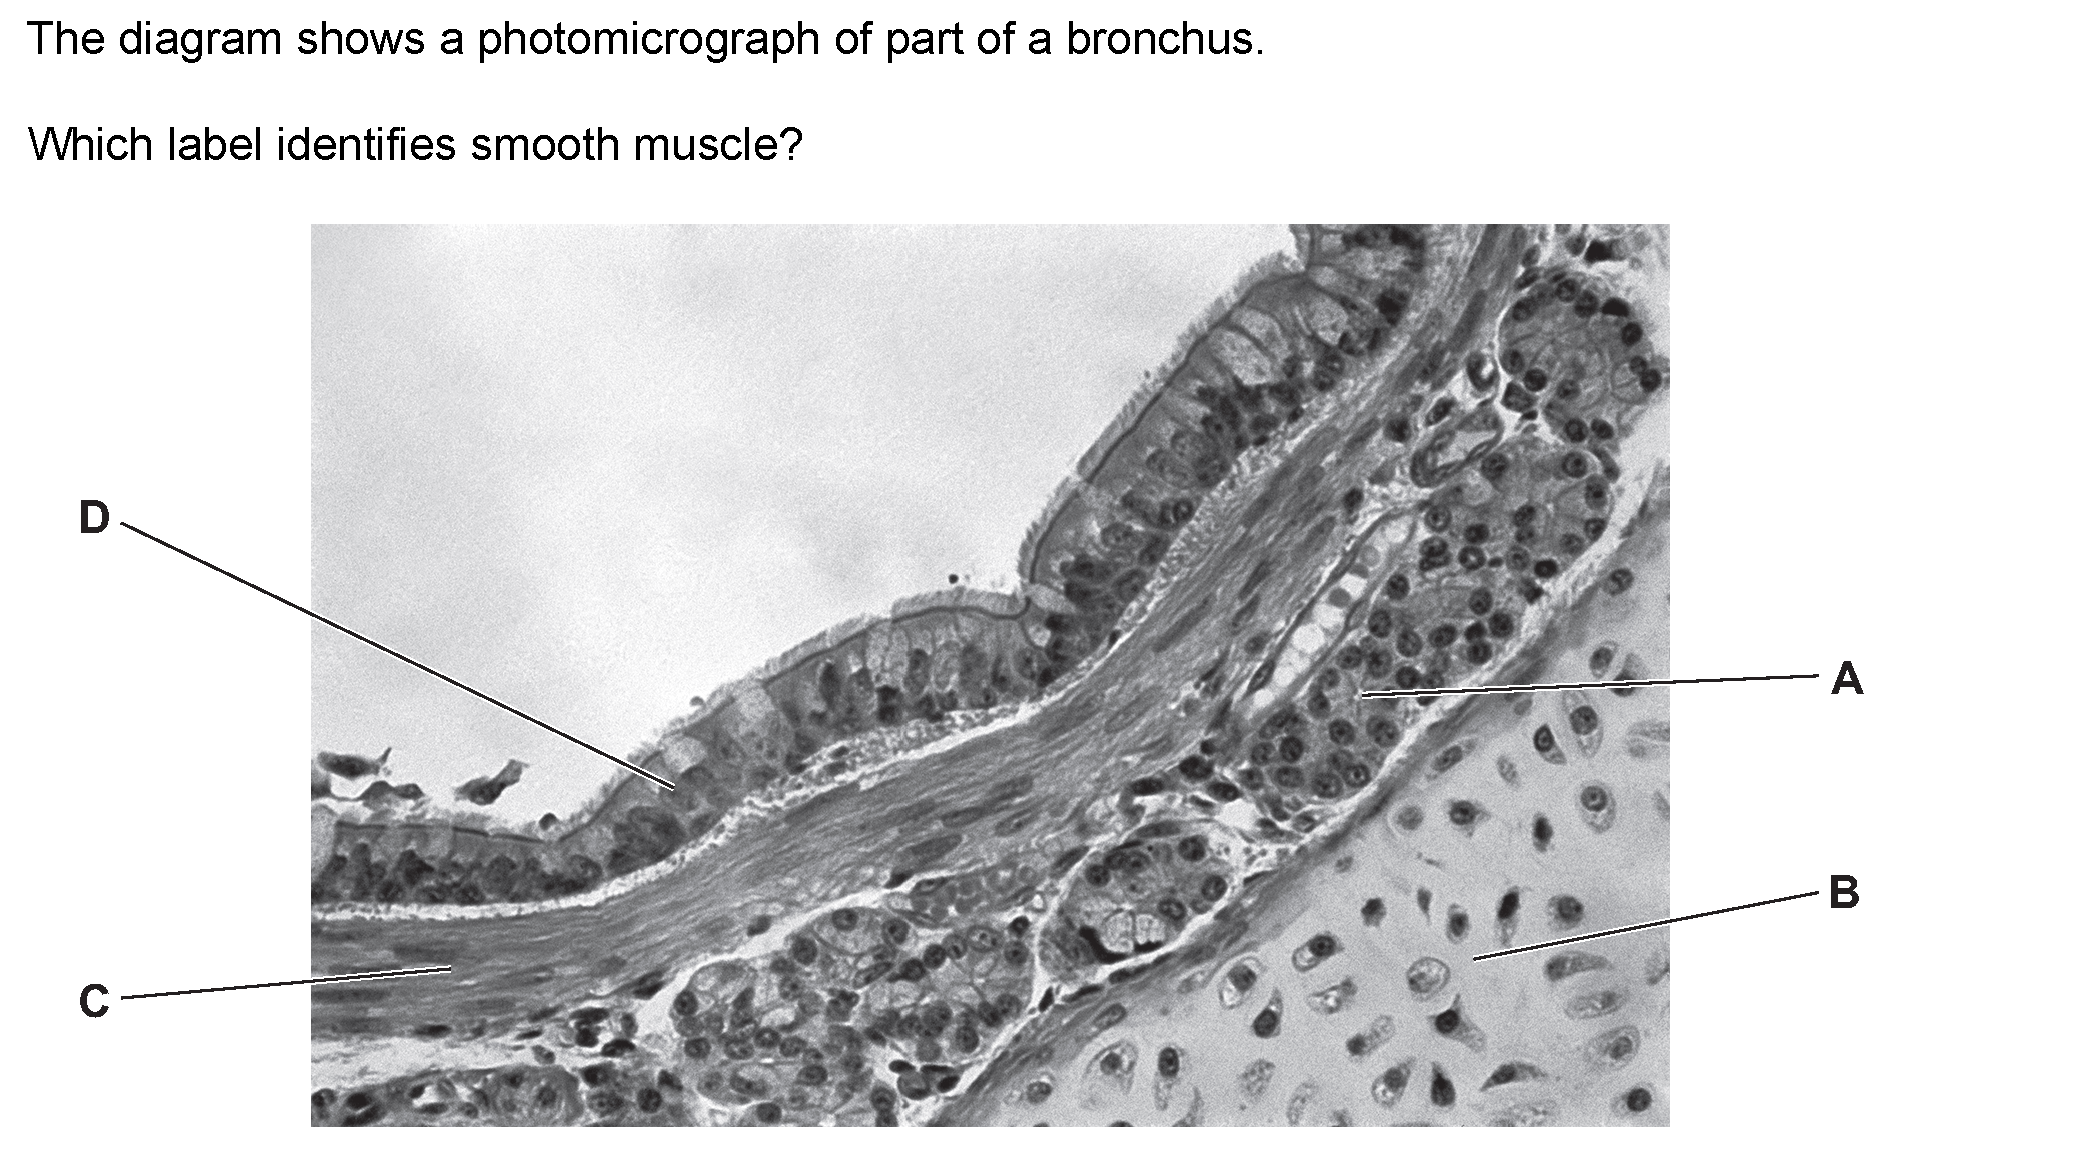 The diagram shows a photomicrograph of part of a bronchus.
Which label identifies smooth muscle?
D
A
B
C